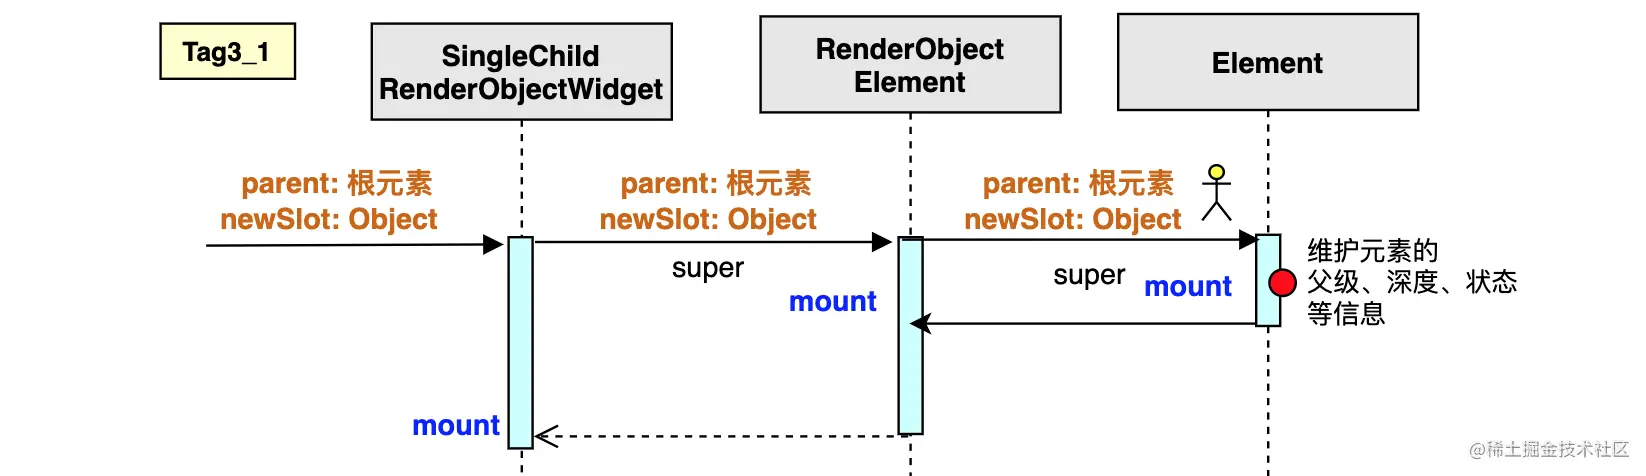 Tag3_1
SingleChild
RenderObjectWidget
RenderObject
Element
Element
parent: 根元素
newSlot: Object
parent: 根元素
newSlot: Object
parent: 根元素
newSlot: Object
super
super
mount
mount
维护元素的
父级、深度、状态
等信息
mount
@稀土掘金技术社区